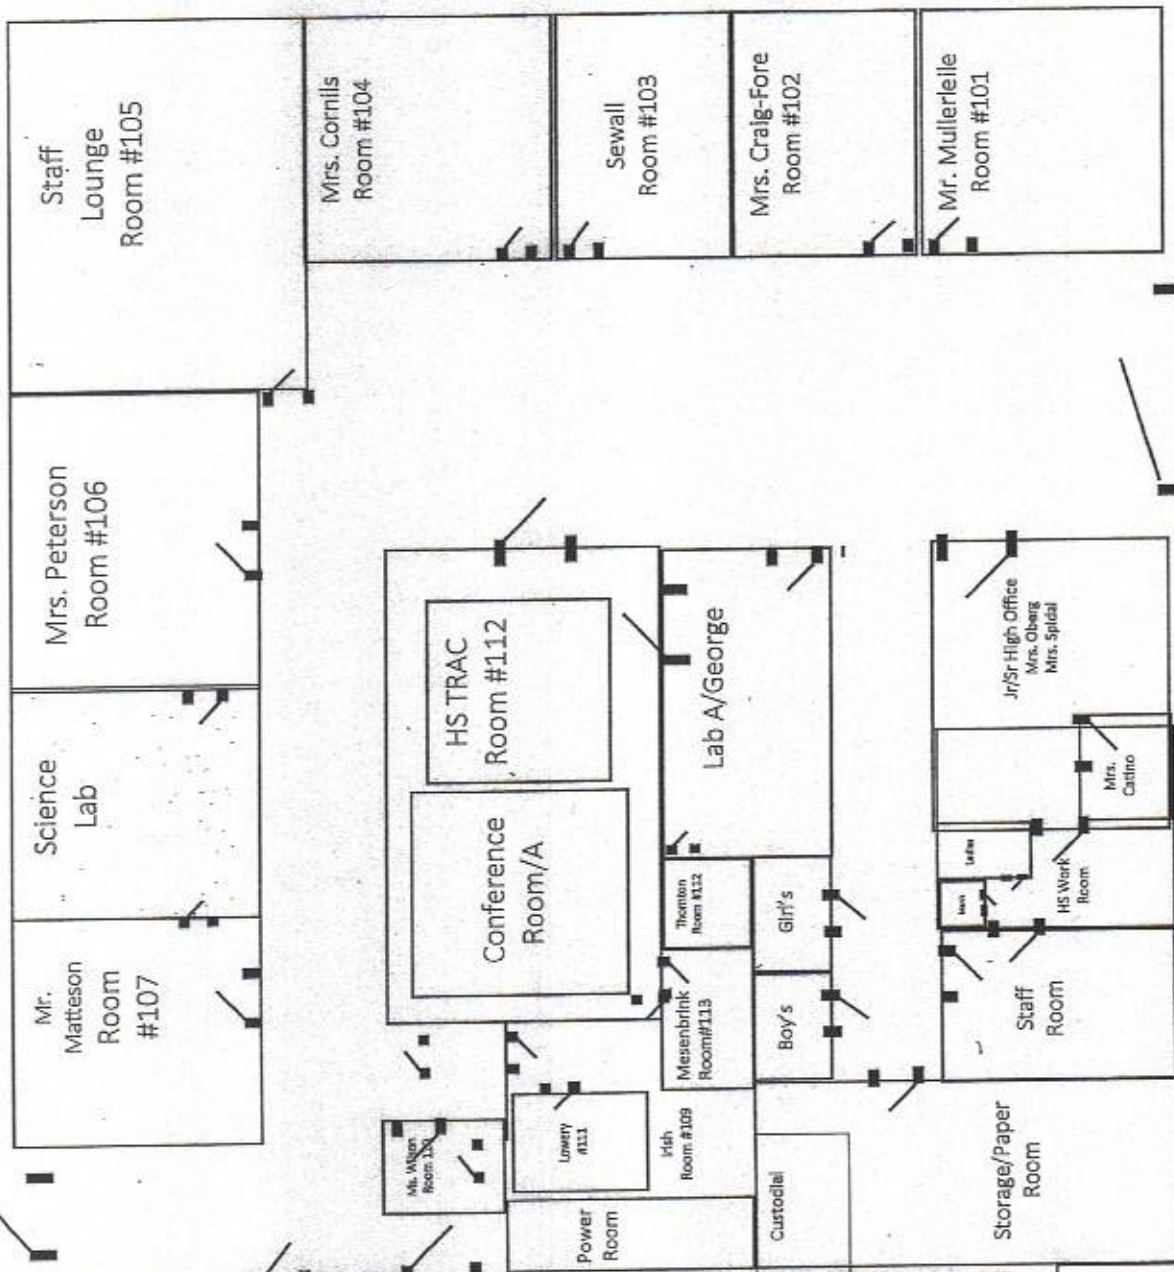 Staff
Lounge
Room #105
Mrs. Cornils
Room #104
Sewall
Room #103
Mrs. Craig-Fore
Room #102
Mr. Mullerleile
Room #101
Mrs. Peterson
Room #106
Science
Lab
Mr.
Matteson
Room
#107
HS TRAC
Room #112
Conference
Room/A
Lab A/George
Thornton
Room #112
Mesenbrink
Room#113
Girl's
Boy's
Jr/Sr High Office
Mrs. Oberg
Mrs. Spidal
Mrs.
Catino
Ladies
HS Work
Room
Staff
Room
Ms. Wilson
Room
Lowery
#111
Irish
Room #109
Power
Room
Custodial
Storage/Paper
Room